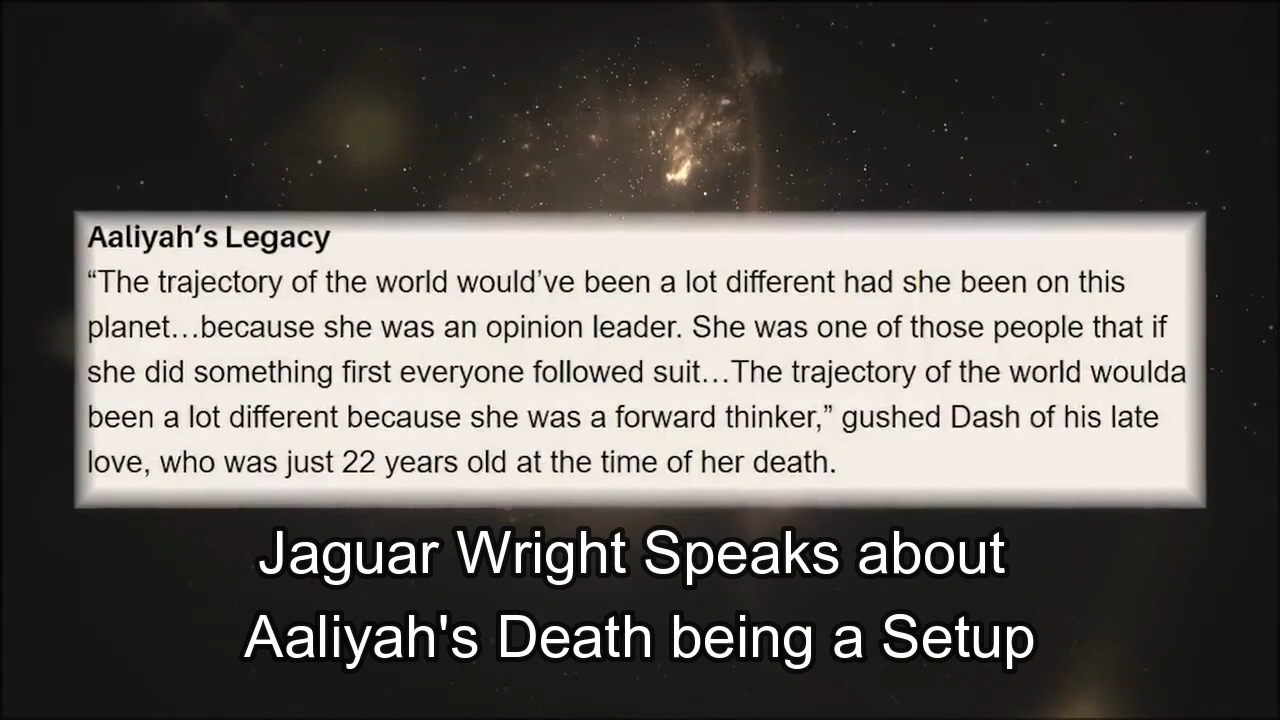 Aaliyah’s Legacy
“The trajectory of the world would’ve been a lot different had she been on this
planet…because she was an opinion leader. She was one of those people that if
she did something first everyone followed suit…The trajectory of the world woulda
been a lot different because she was a forward thinker,” gushed Dash of his late
love, who was just 22 years old at the time of her death.
Jaguar Wright Speaks about
Aaliyah's Death being a Setup